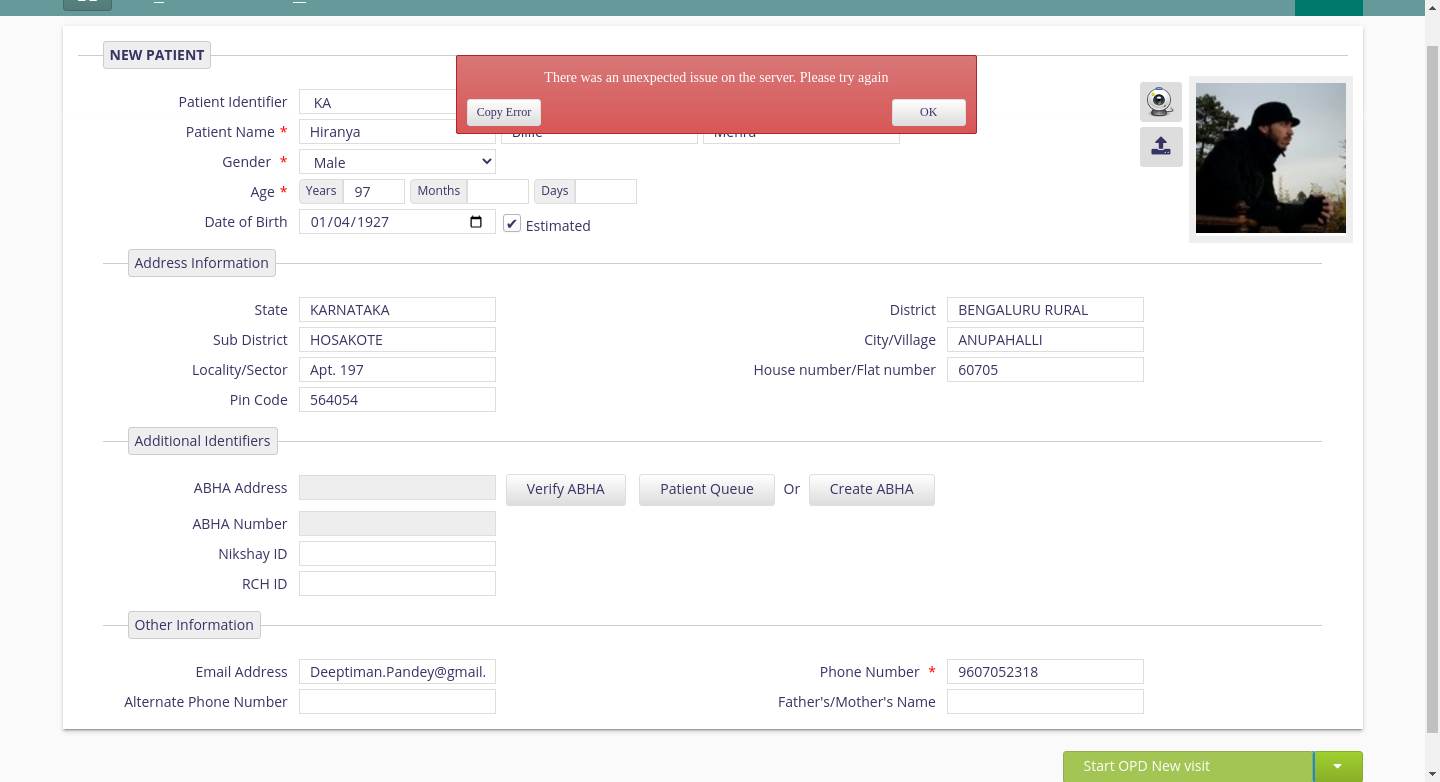 NEW PATIENT
There was an unexpected issue on the server. Please try again
Copy Error OK
Patient Identifier KA
Patient Name * Hiranya Mehra
Gender * Male
Age * Years 97 Months Days
Date of Birth 01/04/1927 ✔ Estimated
Address Information
State KARNATAKA District BENGALURU RURAL
Sub District HOSAKOTE City/Village ANUPAHALLI
Locality/Sector Apt. 197 House number/Flat number 60705
Pin Code 564054
Additional Identifiers
ABHA Address Verify ABHA Patient Queue Or Create ABHA
ABHA Number
Nikshay ID
RCH ID
Other Information
Email Address Deeptiman.Pandey@gmail. Phone Number * 9607052318
Alternate Phone Number Father's/Mother's Name
Start OPD New visit